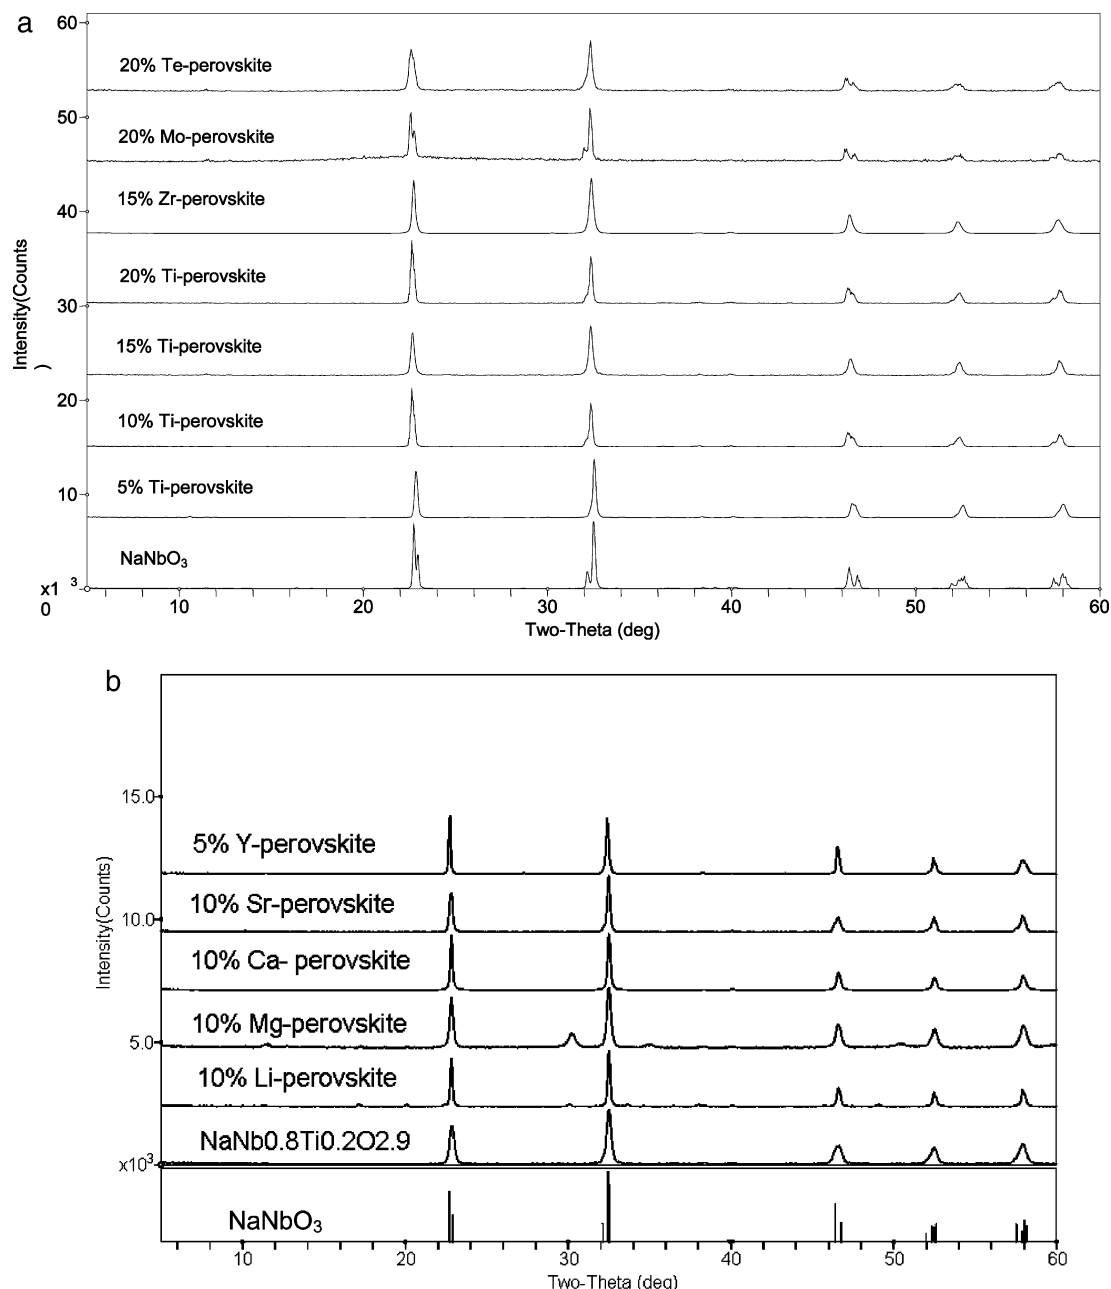 a
60
20% Te-perovskite
50
20% Mo-perovskite
15% Zr-perovskite
40
20% Ti-perovskite
30
Intensity(Counts
)
15% Ti-perovskite
20
10% Ti-perovskite
5% Ti-perovskite
10
NaNbO3
x1 3
0 10 20 30 40 50 60
Two-Theta (deg)
b
15.0
5% Y-perovskite
10% Sr-perovskite
10.0
Intensity(Counts)
10% Ca- perovskite
10% Mg-perovskite
5.0
10% Li-perovskite
NaNb0.8Ti0.2O2.9
x10³
NaNbO3
10 20 30 40 50 60
Two-Theta (deg)